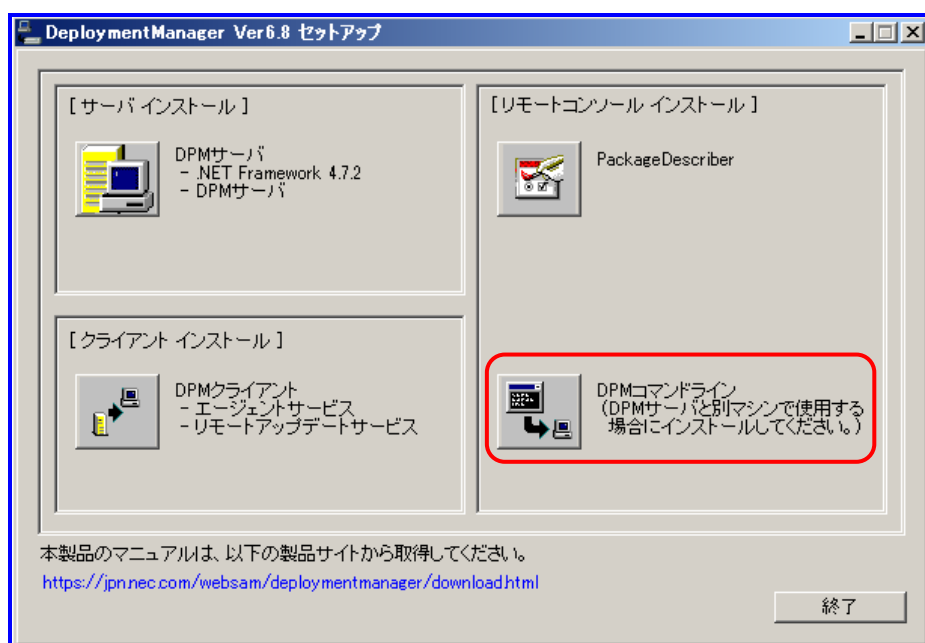 DeploymentManager Ver6.8 セットアップ
[サーバ インストール]
DPMサーバ
- .NET Framework 4.7.2
- DPMサーバ
[リモートコンソール インストール]
PackageDescriber
[クライアント インストール]
DPMクライアント
- エージェントサービス
- リモートアップデートサービス
DPMコマンドライン
(DPMサーバと別マシンで使用する
場合にインストールしてください。)
本製品のマニュアルは、以下の製品サイトから取得してください。
https://jpn.nec.com/websam/deploymentmanager/download.html
終了